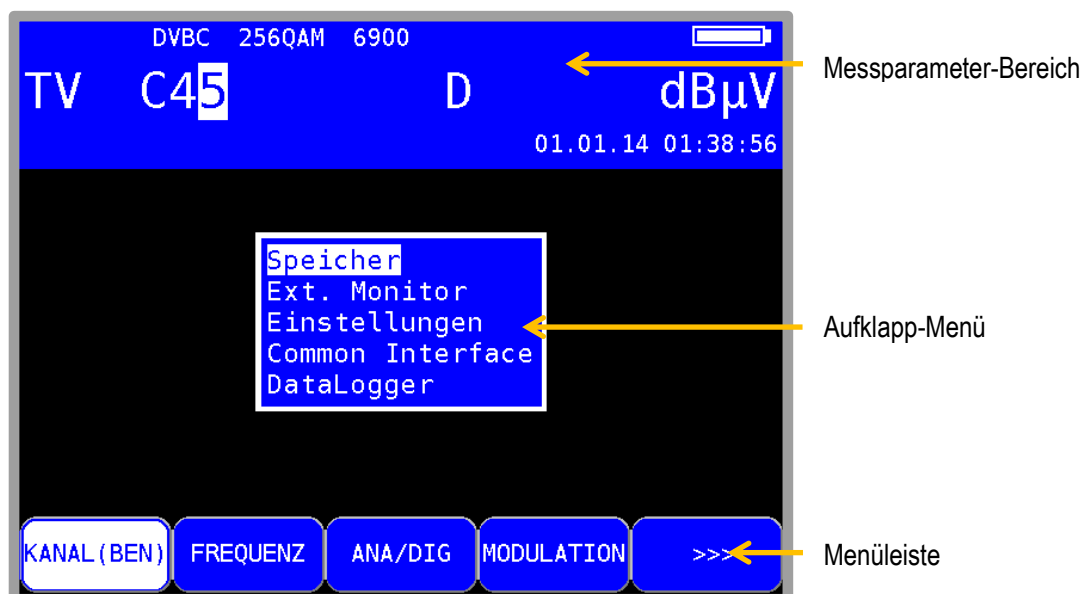 DVBC 256QAM 6900
TV C45 D dBµV
01.01.14 01:38:56
Messparameter-Bereich
Speicher
Ext. Monitor
Einstellungen
Common Interface
DataLogger
Aufklapp-Menü
KANAL(BEN) FREQUENZ ANA/DIG MODULATION >>>
Menüleiste